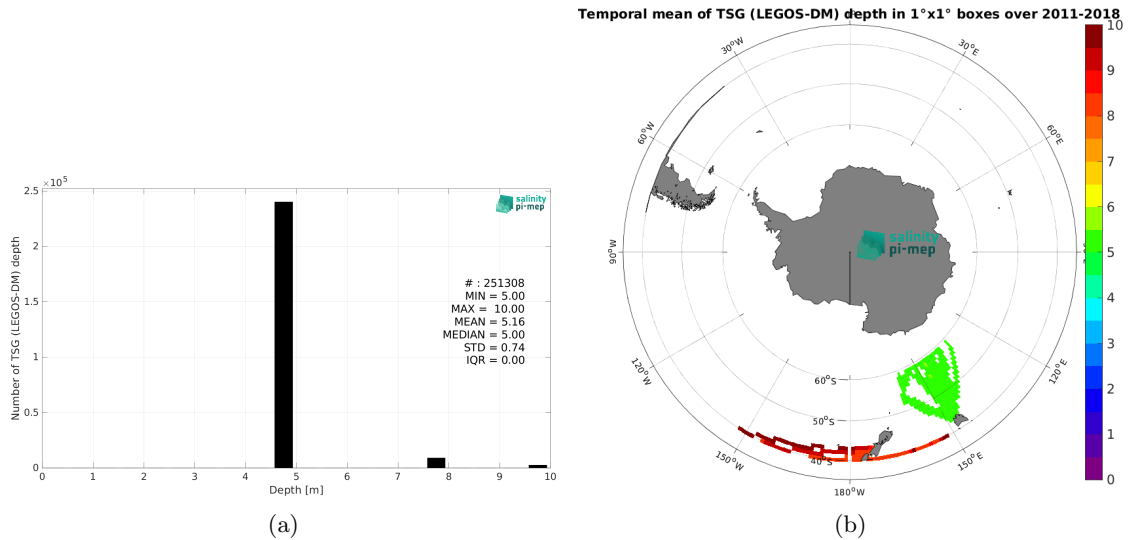 ×10⁵
2.5
2
1.5
1
0.5
0
0 1 2 3 4 5 6 7 8 9 10
Number of TSG (LEGOS-DM) depth
Depth [m]
salinity
pi-mep
# : 251308
MIN = 5.00
MAX = 10.00
MEAN = 5.16
MEDIAN = 5.00
STD = 0.74
IQR = 0.00
(a)
Temporal mean of TSG (LEGOS-DM) depth in 1°x1° boxes over 2011-2018
30°W
30°E
60°W
60°E
90°W
120°W
120°E
150°W
150°E
180°W
60°S
50°S
40°S
salinity
pi-mep
10
9
8
7
6
5
4
3
2
1
0
(b)